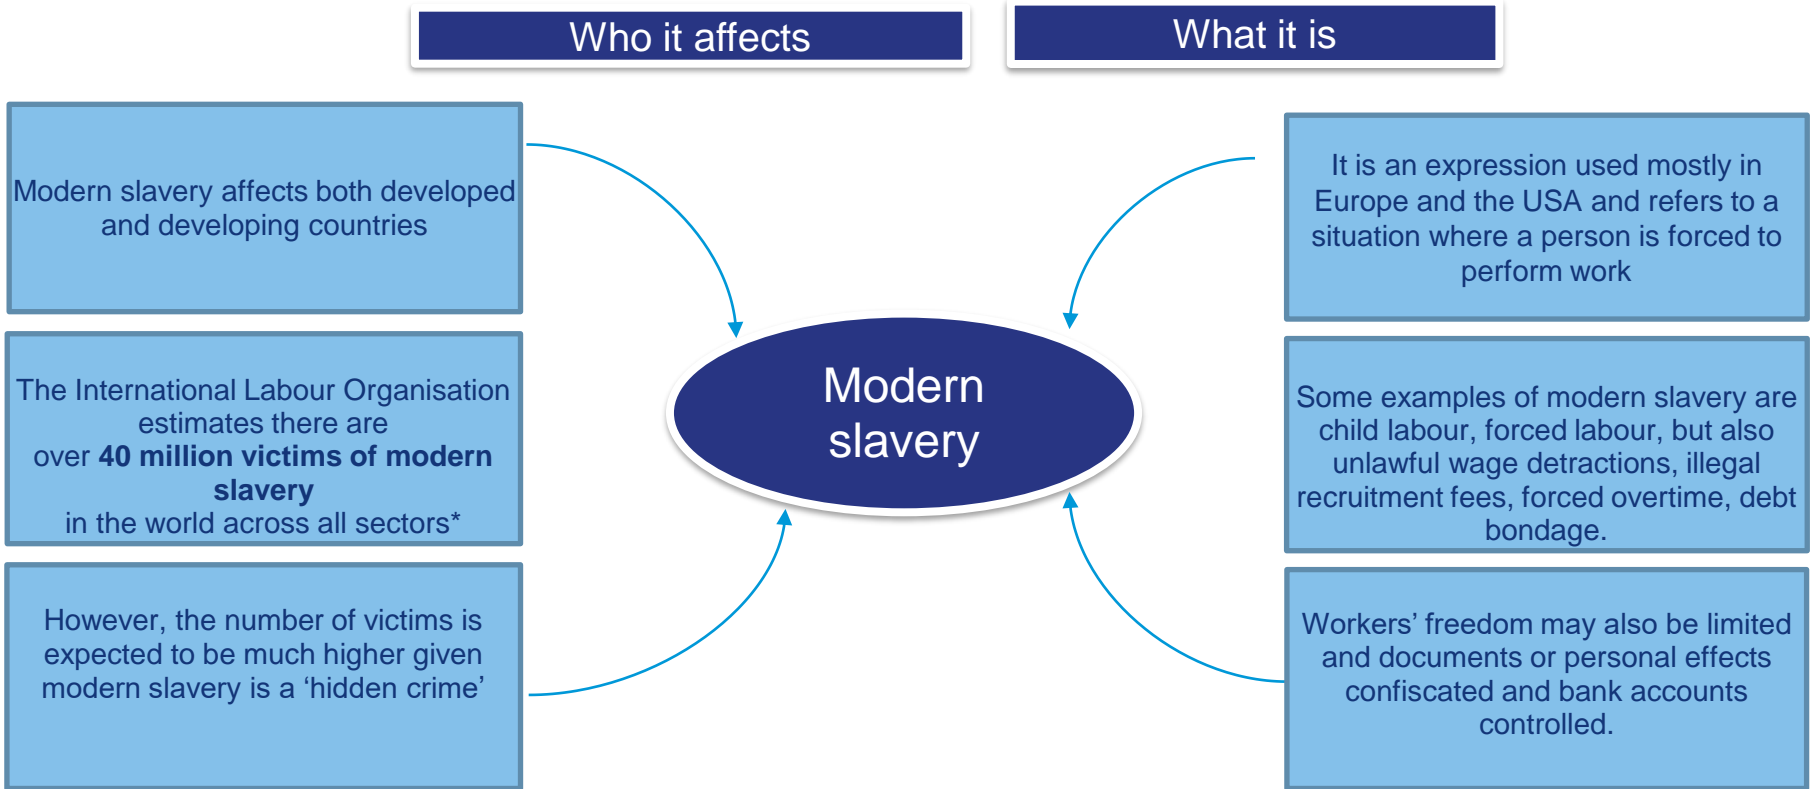 Who it affects
What it is
Modern slavery affects both developed
and developing countries
The International Labour Organisation
estimates there are
over 40 million victims of modern
slavery
in the world across all sectors*
However, the number of victims is
expected to be much higher given
modern slavery is a ‘hidden crime’
Modern
slavery
It is an expression used mostly in
Europe and the USA and refers to a
situation where a person is forced to
perform work
Some examples of modern slavery are
child labour, forced labour, but also
unlawful wage detractions, illegal
recruitment fees, forced overtime, debt
bondage.
Workers’ freedom may also be limited
and documents or personal effects
confiscated and bank accounts
controlled.